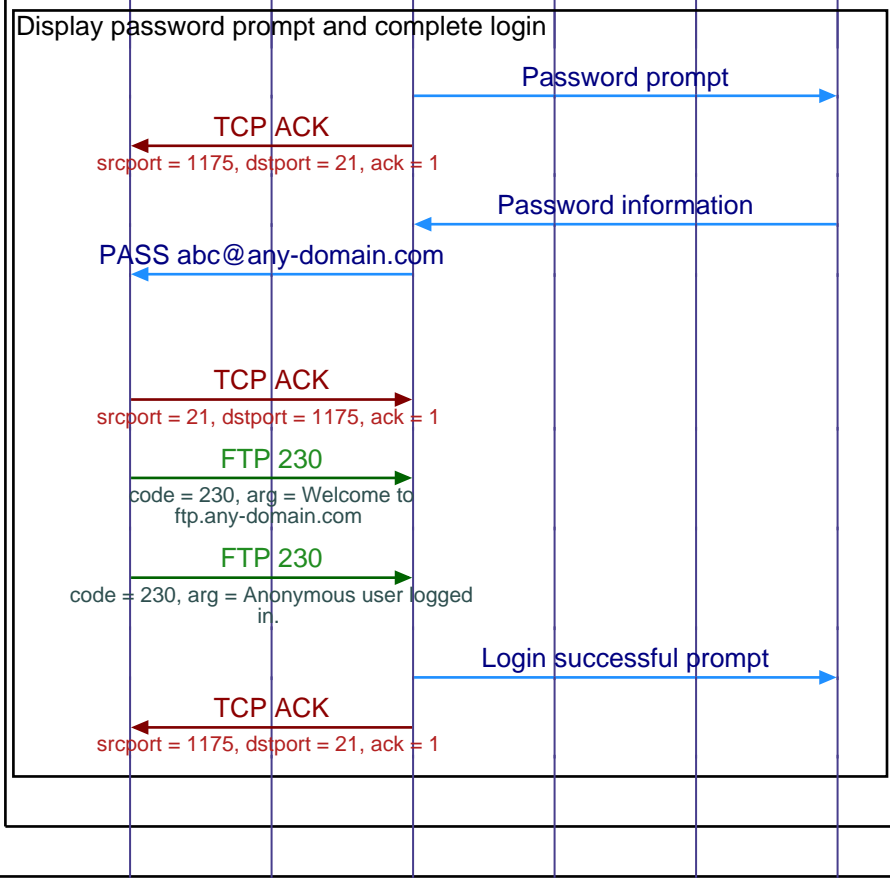 Display password prompt and complete login
Password prompt
TCP ACK
srcport = 1175, dstport = 21, ack = 1
Password information
PASS abc@any-domain.com
TCP ACK
srcport = 21, dstport = 1175, ack = 1
FTP 230
code = 230, arg = Welcome to
ftp.any-domain.com
FTP 230
code = 230, arg = Anonymous user logged
in.
Login successful prompt
TCP ACK
srcport = 1175, dstport = 21, ack = 1